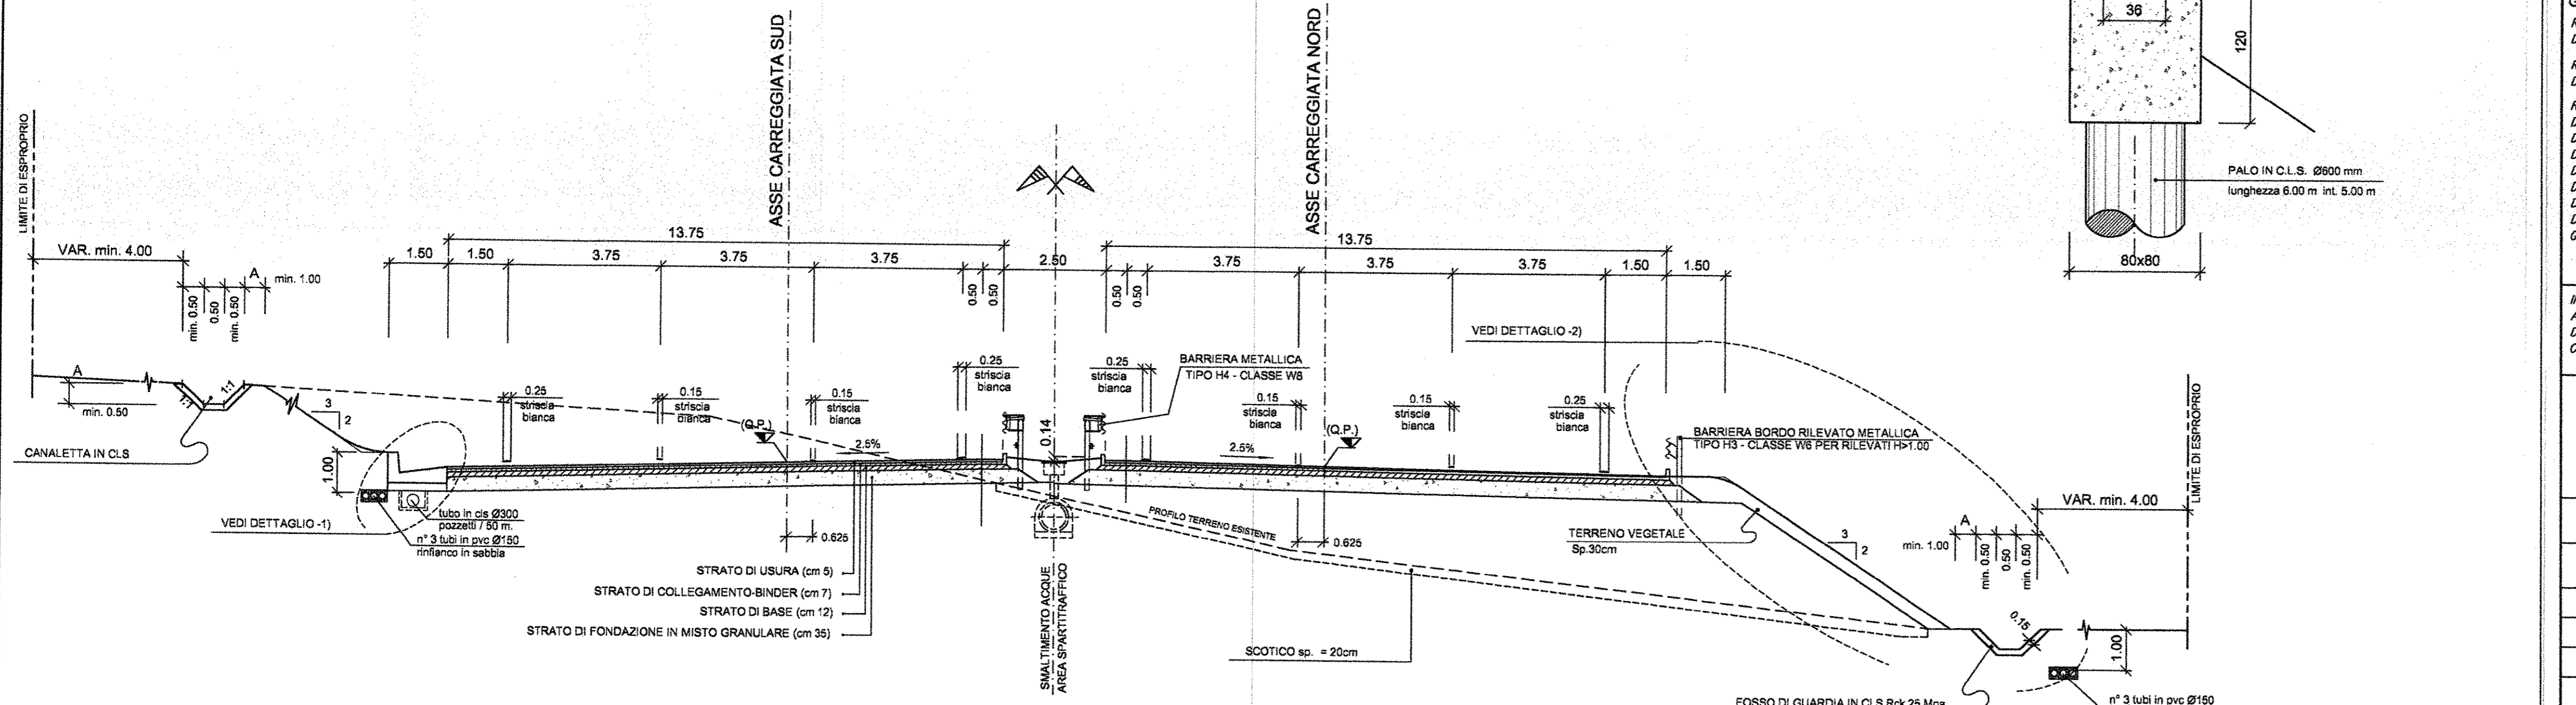 36
120
PALO IN C.L.S. Ø600 mm
lunghezza 6.00 m int. 5.00 m
80x80
LIMITE DI ESPROPRIO
ASSE CARREGGIATA SUD
ASSE CARREGGIATA NORD
13.75
13.75
VAR. min. 4.00
1.50
1.50
3.75
3.75
3.75
2.50
3.75
3.75
3.75
1.50
1.50
A
min. 1.00
min. 0.50
0.50
min. 0.50
0.50
0.50
0.50
0.50
VEDI DETTAGLIO -2)
A
min. 0.50
1:1
3
2
0.25
striscia
bianca
0.15
striscia
bianca
0.15
striscia
bianca
0.25
striscia
bianca
0.25
striscia
bianca
BARRIERA METALLICA
TIPO H4 - CLASSE W8
0.15
striscia
bianca
0.15
striscia
bianca
0.25
striscia
bianca
LIMITE DI ESPROPRIO
(Q.P.)
2.5%
0.14
2.5%
(Q.P.)
BARRIERA BORDO RILEVATO METALLICA
TIPO H3 - CLASSE W6 PER RILEVATI H>1.00
CANALETTA IN CLS
1.00
VEDI DETTAGLIO -1)
tubo in cls Ø300
pozzetti / 50 m.
n° 3 tubi in pvc Ø150
rinfianco in sabbia
0.625
PROFILO TERRENO ESISTENTE
0.625
TERRENO VEGETALE
Sp.30cm
3
2
VAR. min. 4.00
A
min. 1.00
min. 0.50
0.50
min. 0.50
STRATO DI USURA (cm 5)
STRATO DI COLLEGAMENTO-BINDER (cm 7)
STRATO DI BASE (cm 12)
STRATO DI FONDAZIONE IN MISTO GRANULARE (cm 35)
SMALTIMENTO ACQUE
AREA SPARTITRAFFICO
SCOTICO sp. = 20cm
0.15
1.00
FOSSO DI GUARDIA IN CLS Rck 25 Mpa
n° 3 tubi in pvc Ø150